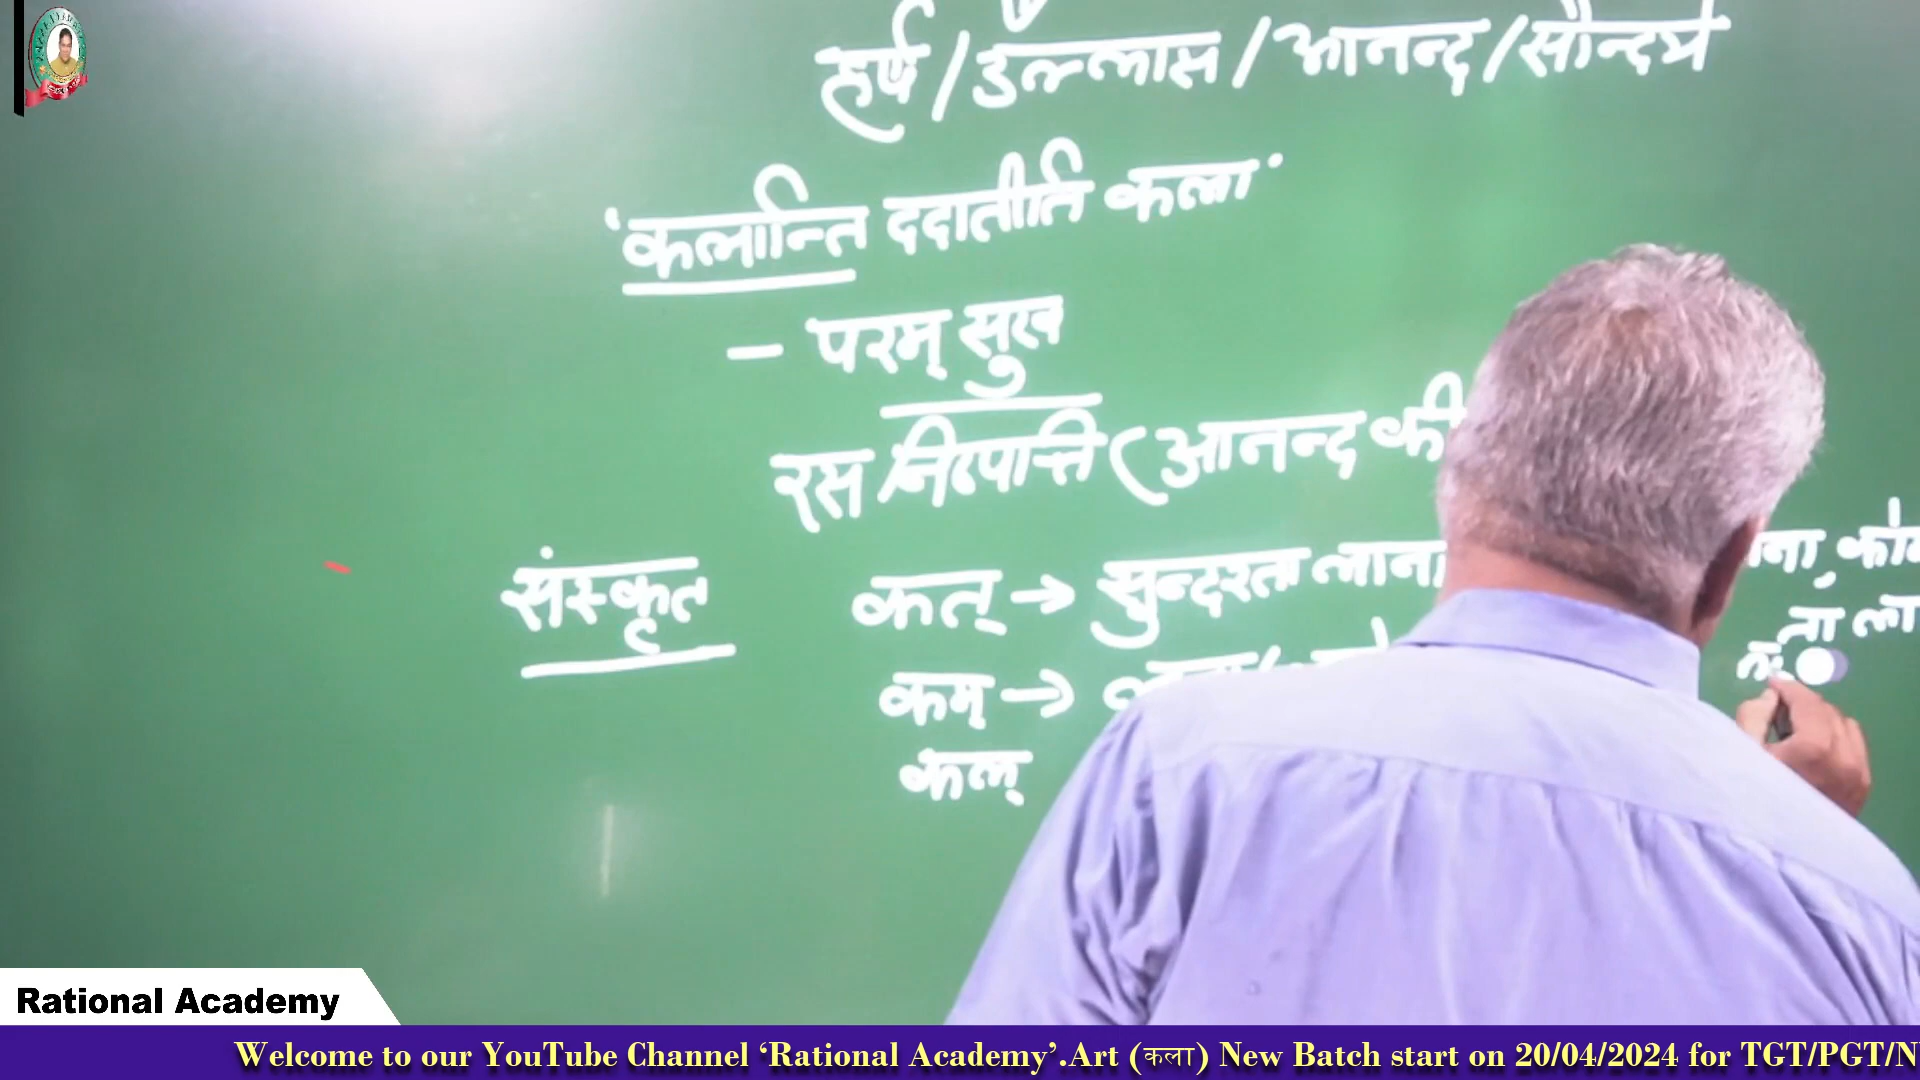 हर्ष/उल्लास/आनन्द/सौन्दर्य
'कलान्ति ददातीति कला'
– परम् सुख
रस निष्पत्ति (आनन्द की
संस्कृत कत् → सुन्दरता लाना
ता ला
कम् →
कल्
Rational Academy
Welcome to our YouTube Channel ‘Rational Academy’.Art (कला) New Batch start on 20/04/2024 for TGT/PGT/N